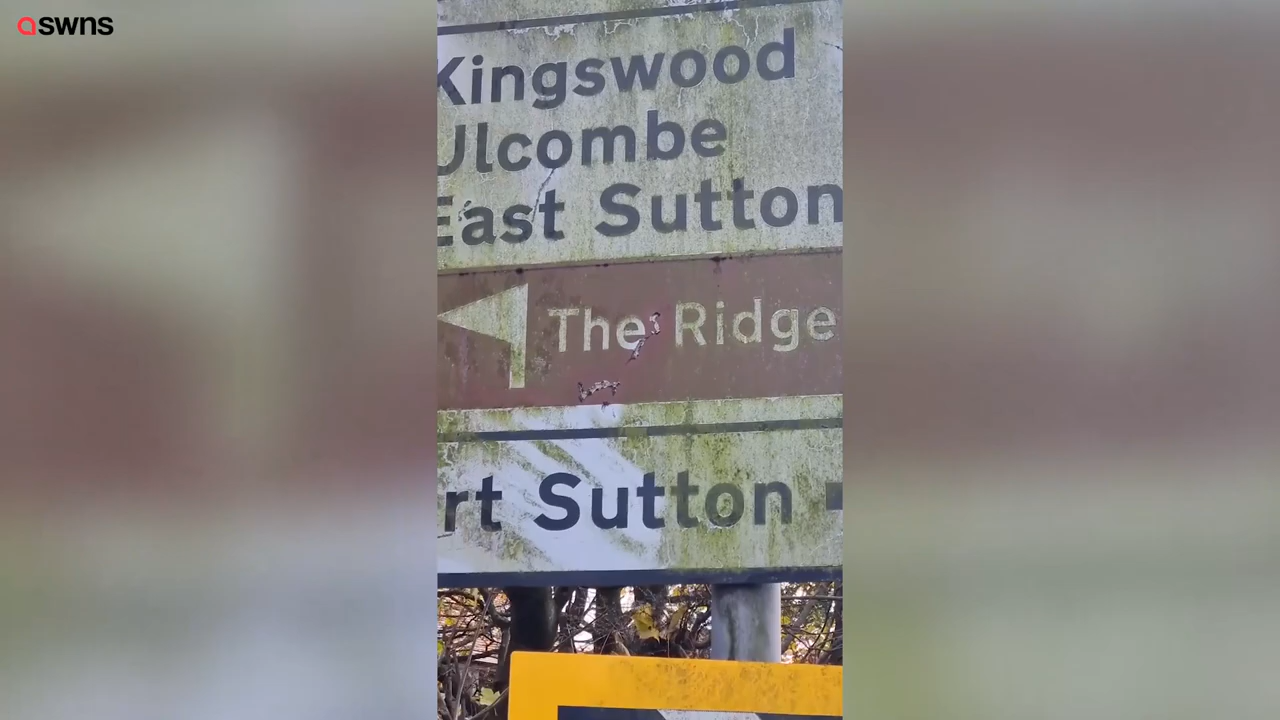 swns
Kingswood
Ulcombe
East Sutton
The Ridge
rt Sutton